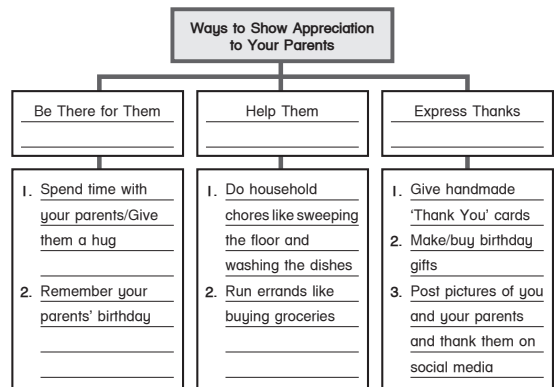 Ways to Show Appreciation
to Your Parents
Be There for Them
Help Them
Express Thanks
1. Spend time with
your parents/Give
them a hug
2. Remember your
parents' birthday
1. Do household
chores like sweeping
the floor and
washing the dishes
2. Run errands like
buying groceries
1. Give handmade
'Thank You' cards
2. Make/buy birthday
gifts
3. Post pictures of you
and your parents
and thank them on
social media